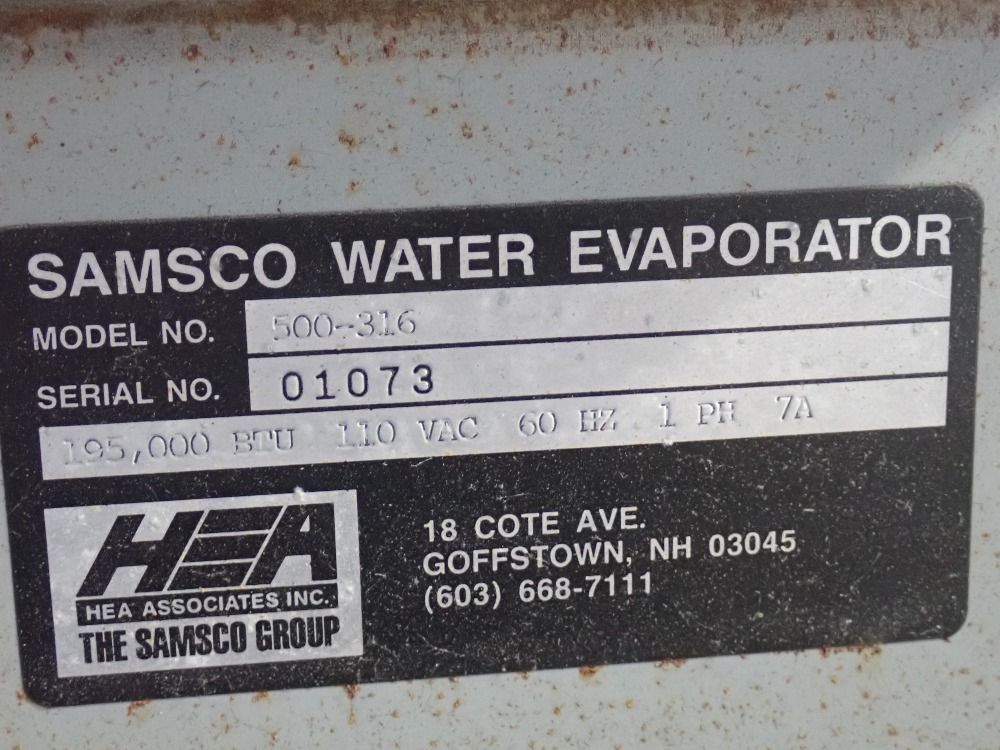 SAMSCO WATER EVAPORATOR
MODEL NO. 500-316
SERIAL NO. 01073
195,000 BTU 110 VAC 60 HZ 1 PH 7A
HEA
HEA ASSOCIATES INC.
THE SAMSCO GROUP
18 COTE AVE.
GOFFSTOWN, NH 03045
(603) 668-7111